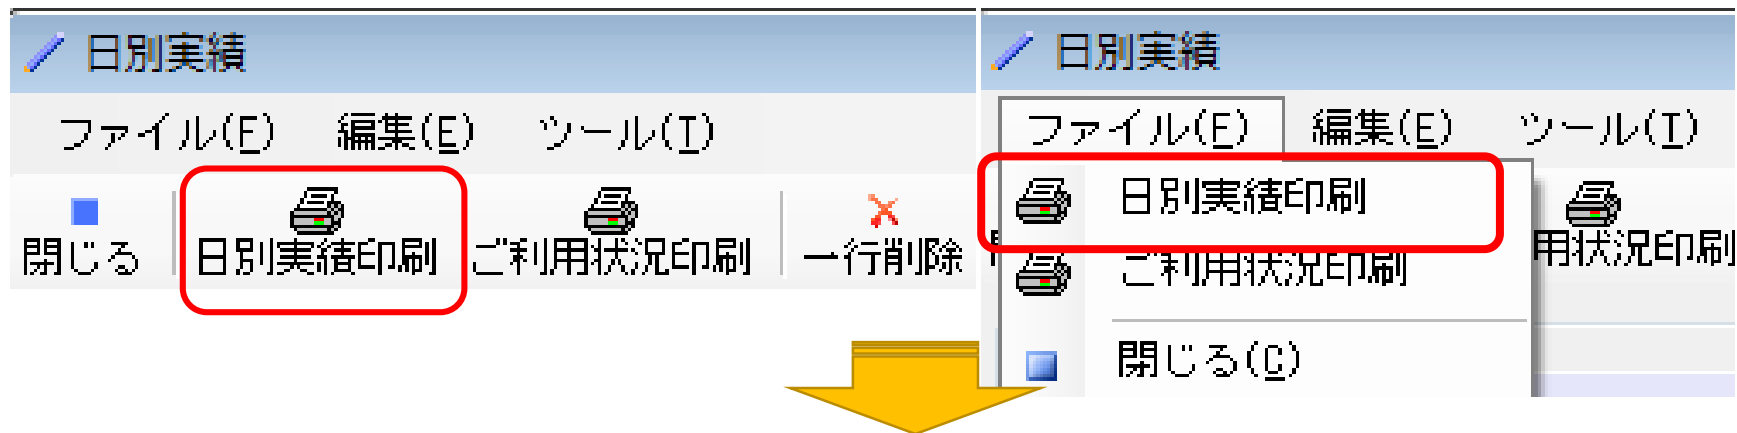 日別実績
ファイル(F) 編集(E) ツール(T)
閉じる 日別実績印刷 ご利用状況印刷 一行削除
日別実績
ファイル(F) 編集(E) ツール(T)
日別実績印刷
ご利用状況印刷
用状況印刷
閉じる(C)